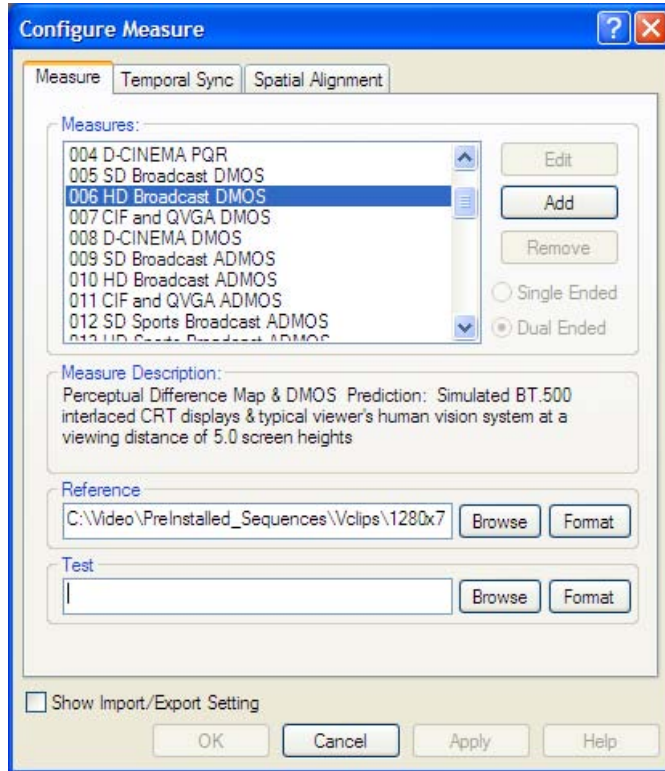 Configure Measure
Measure
Temporal Sync
Spatial Alignment
Measures:
004 D-CINEMA PQR
005 SD Broadcast DMOS
006 HD Broadcast DMOS
007 CIF and QVGA DMOS
008 D-CINEMA DMOS
009 SD Broadcast ADMOS
010 HD Broadcast ADMOS
011 CIF and QVGA ADMOS
012 SD Sports Broadcast ADMOS
Edit
Add
Remove
Single Ended
Dual Ended
Measure Description:
Perceptual Difference Map & DMOS Prediction: Simulated BT.500
interlaced CRT displays & typical viewer's human vision system at a
viewing distance of 5.0 screen heights
Reference
C:\Video\PreInstalled_Sequences\Vclips\1280x7
Browse
Format
Test
Browse
Format
Show Import/Export Setting
OK
Cancel
Apply
Help